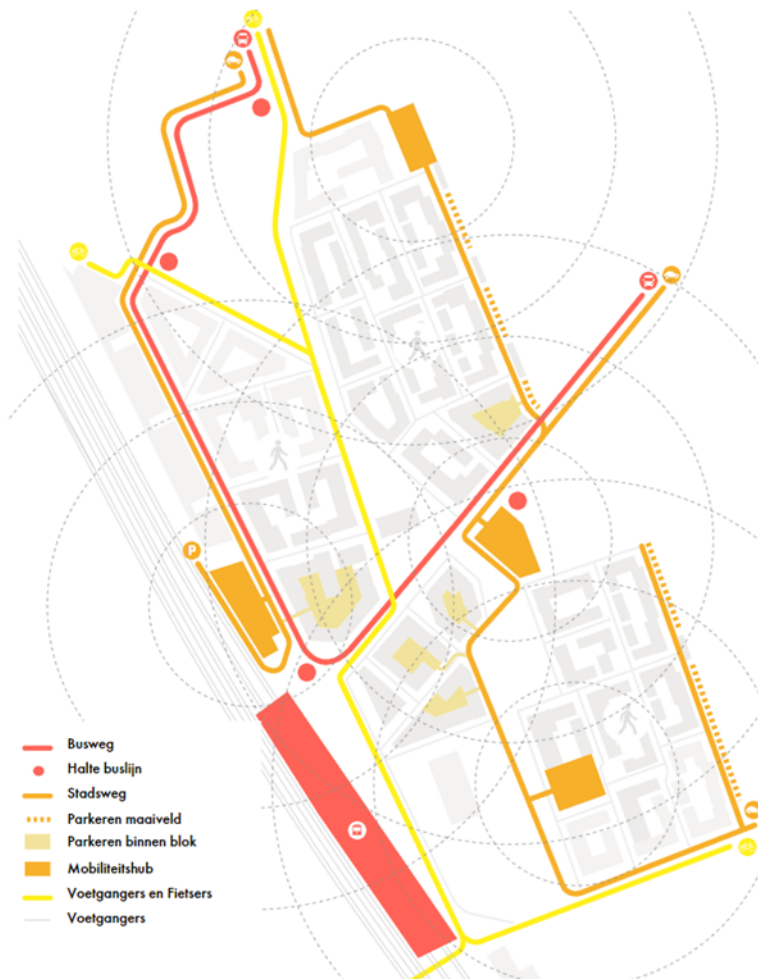 P
Busweg
Halte buslijn
Stadsweg
Parkeren maaiveld
Parkeren binnen blok
Mobiliteitshub
Voetgangers en Fietsers
Voetgangers